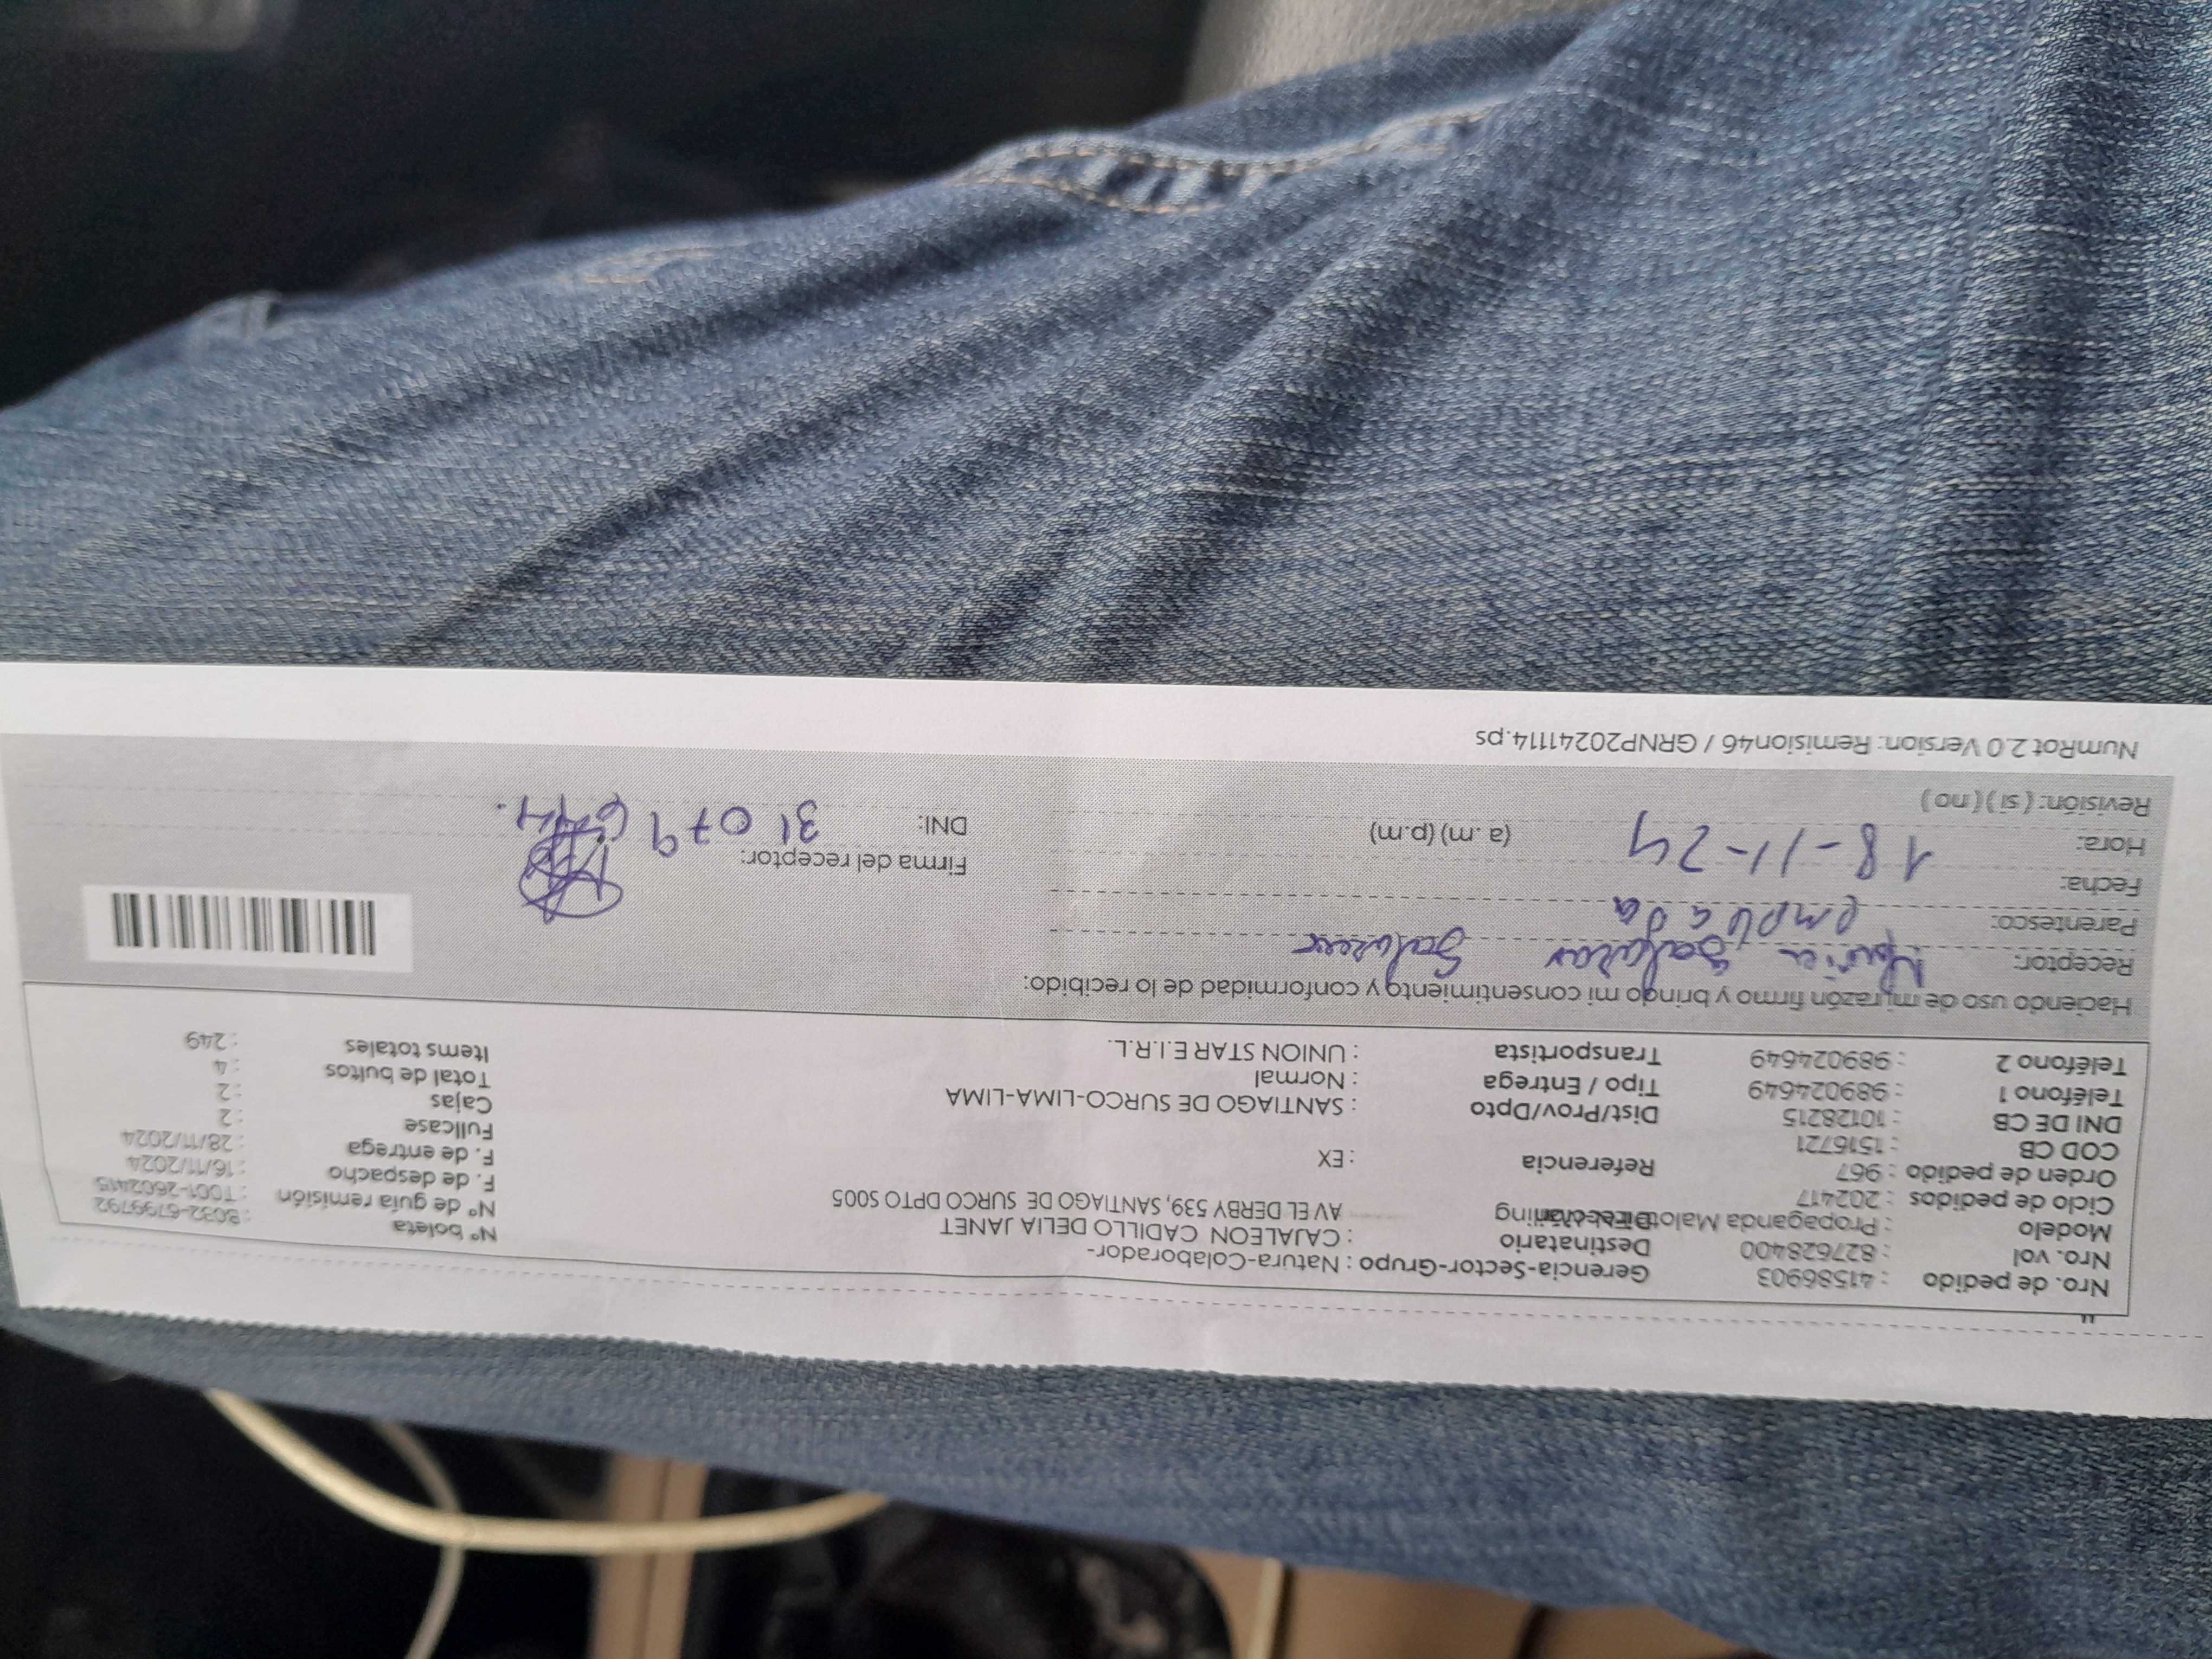 Nro. de pedido : 41586903 Gerencia-Sector-Grupo : Natura-Colaborador- Nº boleta : B032-6799792
Nro. vol : 827628400 Destinatario : CAJALEON CADILLO DELIA JANET Nº de guía remisión : T001-2602415
Modelo : Propaganda Malot AV EL DERBY 539, SANTIAGO DE SURCO DPTO 5005 F. de despacho : 16/11/2024
Ciclo de pedidos : 202417 F. de entrega : 28/11/2024
Orden de pedido : 967 Referencia : EX Fullcase : 2
COD CB : 1516721 Cajas : 2
DNI DE CB : 10128215 Dist/Prov/Dpto : SANTIAGO DE SURCO-LIMA-LIMA Total de bultos : 4
Teléfono 1 : 989024649 Tipo / Entrega : Normal Items totales : 249
Teléfono 2 : 989024649 Transportista : UNION STAR E.I.R.L.
Haciendo uso de mi razón firmo y brindo mi consentimiento y conformidad de lo recibido:
Receptor: Maria Salazar Salazar
Parentesco: empleada
Fecha: 18-11-24 Firma del receptor:
Hora: (a.m) (p.m) DNI: 31079
Revisión: ( si ) ( no )
NumRot 2.0 Version: Remision46 / GRNP20241114.ps